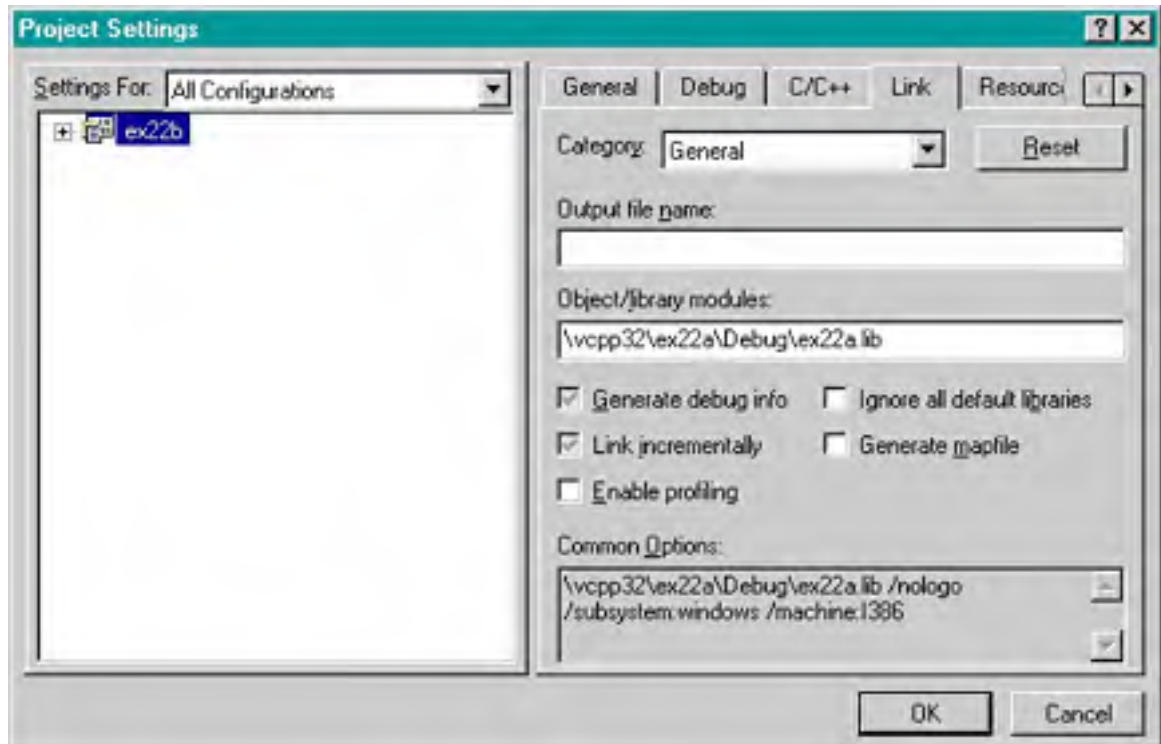 Project Settings
Settings For: All Configurations
ex22b
General Debug C/C++ Link Resourc
Category: General Reset
Output file name:
Object/library modules:
\vcpp32\ex22a\Debug\ex22a.lib
Generate debug info Ignore all default libraries
Link incrementally Generate mapfile
Enable profiling
Common Options:
\vcpp32\ex22a\Debug\ex22a.lib /nologo
/subsystem:windows /machine:I386
OK Cancel